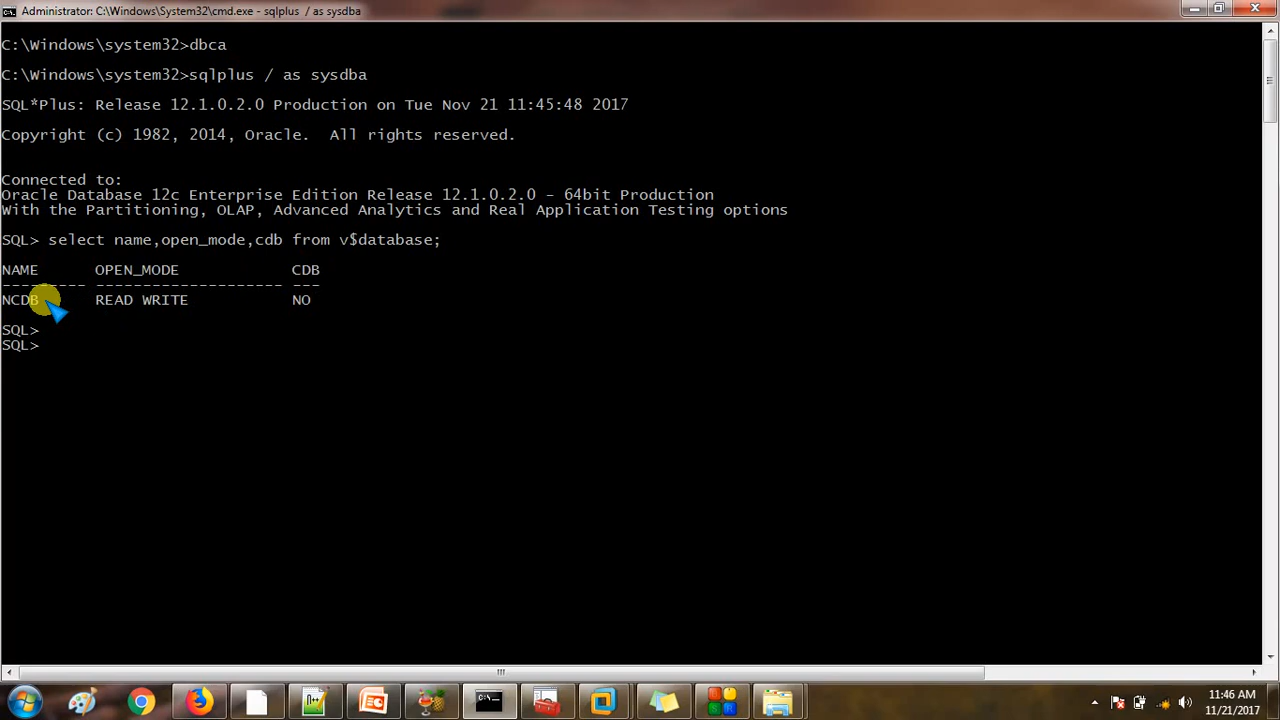 Administrator: C:\Windows\System32\cmd.exe - sqlplus / as sysdba
C:\Windows\system32>dbca
C:\Windows\system32>sqlplus / as sysdba
SQL*Plus: Release 12.1.0.2.0 Production on Tue Nov 21 11:45:48 2017
Copyright (c) 1982, 2014, Oracle.  All rights reserved.
Connected to:
Oracle Database 12c Enterprise Edition Release 12.1.0.2.0 - 64bit Production
With the Partitioning, OLAP, Advanced Analytics and Real Application Testing options
SQL> select name,open_mode,cdb from v$database;
NAME      OPEN_MODE            CDB
--------- -------------------- ---
NCDB      READ WRITE           NO
SQL>
SQL>
11:46 AM
11/21/2017